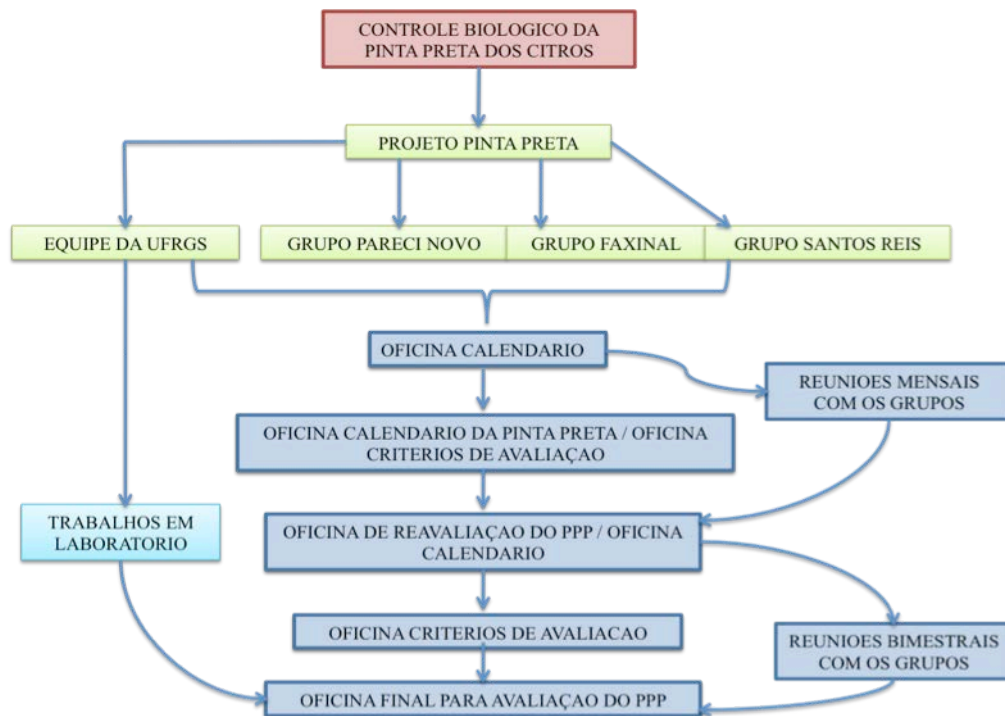 CONTROLE BIOLOGICO DA
PINTA PRETA DOS CITROS
PROJETO PINTA PRETA
EQUIPE DA UFRGS
GRUPO PARECI NOVO
GRUPO FAXINAL
GRUPO SANTOS REIS
OFICINA CALENDARIO
REUNIOES MENSAIS
COM OS GRUPOS
OFICINA CALENDARIO DA PINTA PRETA / OFICINA
CRITERIOS DE AVALIAÇAO
TRABALHOS EM
LABORATORIO
OFICINA DE REAVALIAÇAO DO PPP / OFICINA
CALENDARIO
OFICINA CRITERIOS DE AVALIACAO
REUNIOES BIMESTRAIS
COM OS GRUPOS
OFICINA FINAL PARA AVALIAÇAO DO PPP